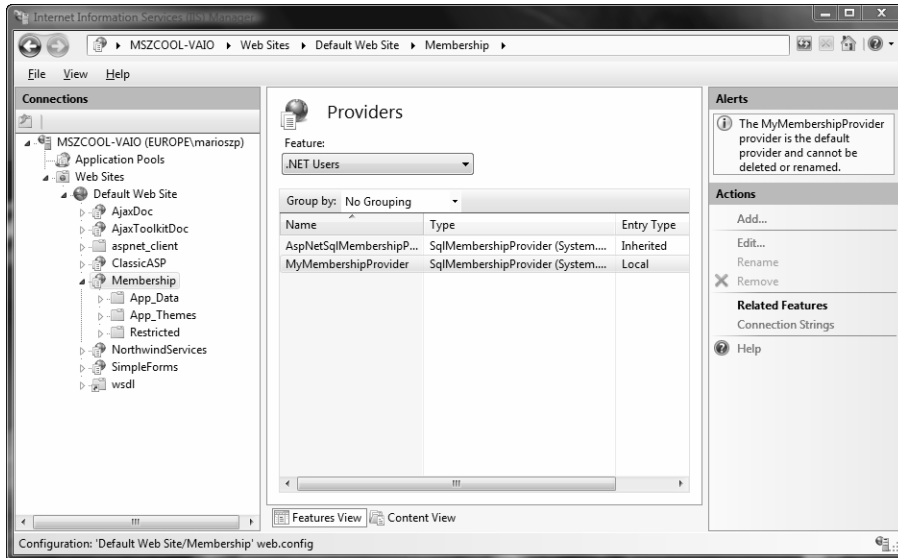 Internet Information Services (IIS) Manager
MSZCOOL-VAIO Web Sites Default Web Site Membership
File View Help
Connections
MSZCOOL-VAIO (EUROPE\marioszp)
Application Pools
Web Sites
Default Web Site
AjaxDoc
AjaxToolkitDoc
aspnet_client
ClassicASP
Membership
App_Data
App_Themes
Restricted
NorthwindServices
SimpleForms
wsdl
Providers
Feature:
.NET Users
Group by: No Grouping
Name Type Entry Type
AspNetSqlMembershipP... SqlMembershipProvider (System.... Inherited
MyMembershipProvider SqlMembershipProvider (System.... Local
Features View Content View
Alerts
The MyMembershipProvider
provider is the default
provider and cannot be
deleted or renamed.
Actions
Add...
Edit...
Rename
Remove
Related Features
Connection Strings
Help
Configuration: 'Default Web Site/Membership' web.config